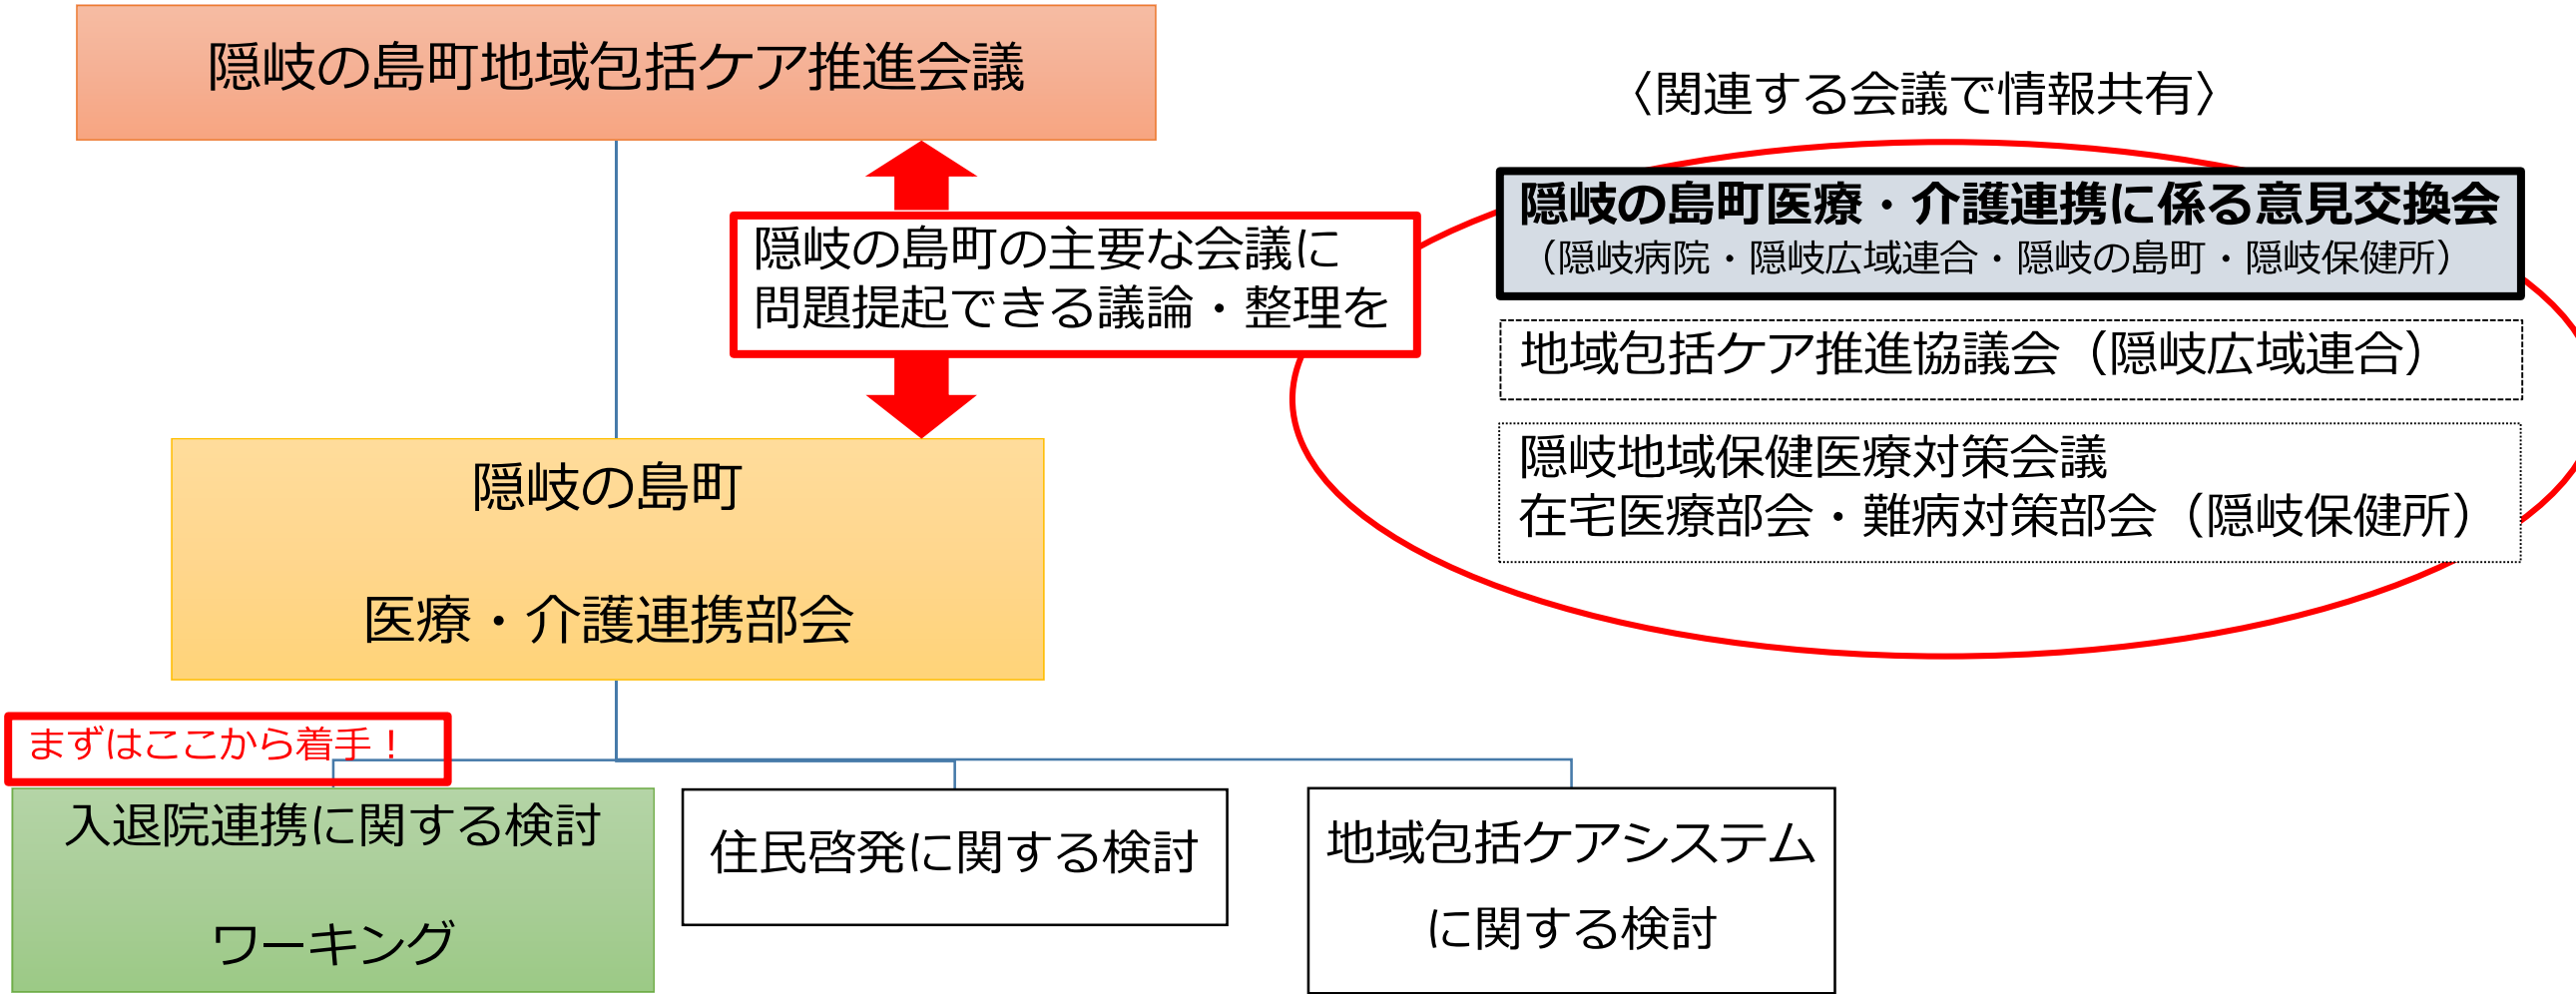 隠岐の島町地域包括ケア推進会議
〈関連する会議で情報共有〉
隠岐の島町の主要な会議に
問題提起できる議論・整理を
隠岐の島町医療・介護連携に係る意見交換会
（隠岐病院・隠岐広域連合・隠岐の島町・隠岐保健所）
地域包括ケア推進協議会（隠岐広域連合）
隠岐地域保健医療対策会議
在宅医療部会・難病対策部会（隠岐保健所）
隠岐の島町
医療・介護連携部会
まずはここから着手！
入退院連携に関する検討
ワーキング
住民啓発に関する検討
地域包括ケアシステム
に関する検討